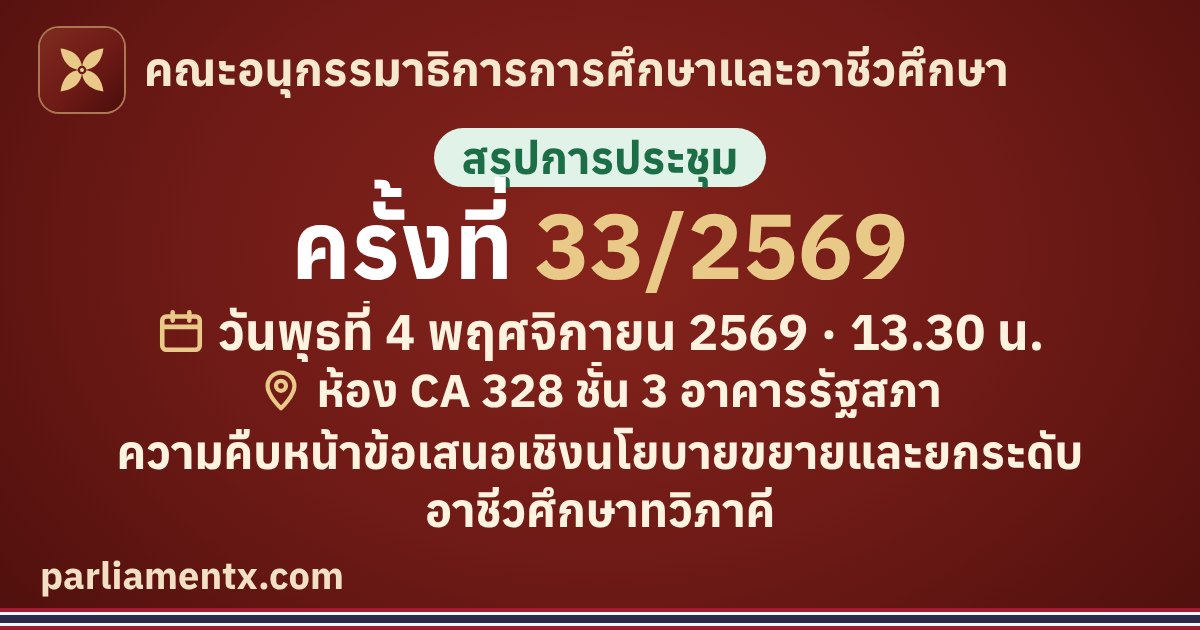 คณะอนุกรรมาธิการการศึกษาและอาชีวศึกษา
สรุปการประชุม
ครั้งที่ 33/2569
วันพุธที่ 4 พฤศจิกายน 2569 · 13.30 น.
ห้อง CA 328 ชั้น 3 อาคารรัฐสภา
ความคืบหน้าข้อเสนอเชิงนโยบายขยายและยกระดับ
อาชีวศึกษาทวิภาคี
parliamentx.com